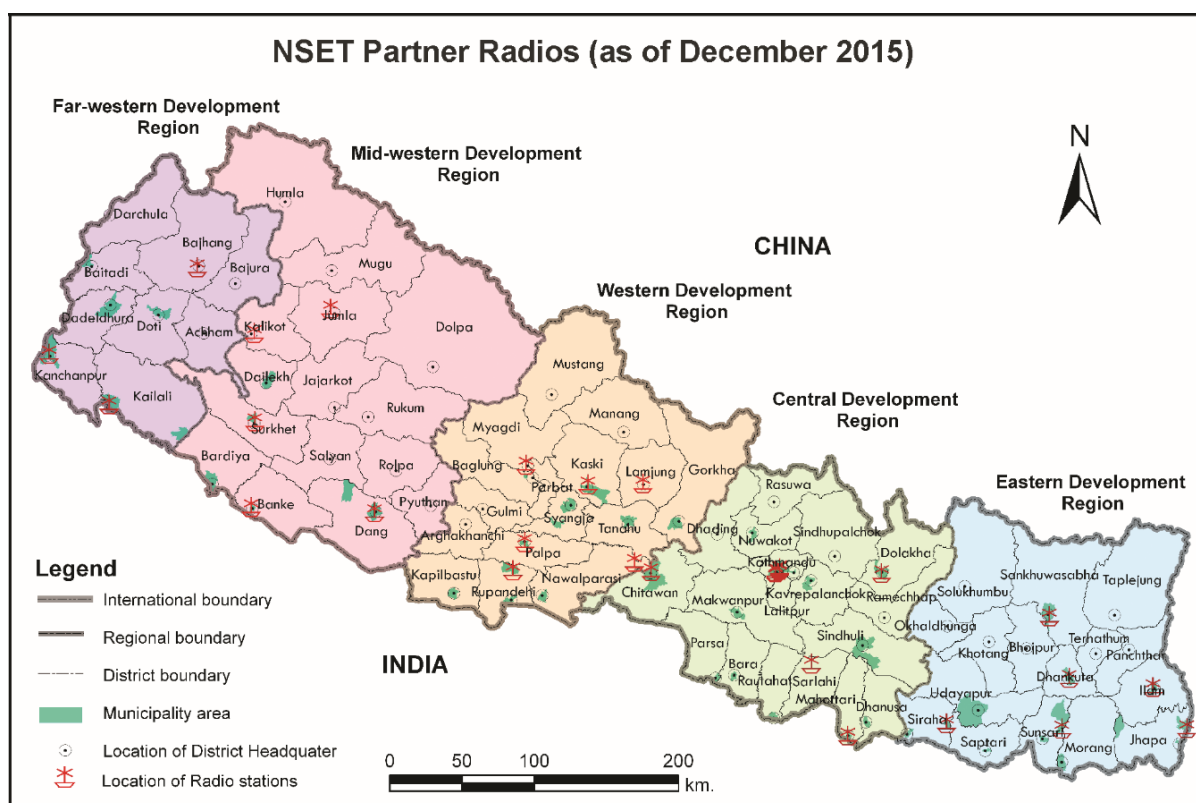 NSET Partner Radios (as of December 2015)
Far-western Development
Region
Mid-western Development
Region
N
CHINA
Western Development
Region
Central Development
Region
Eastern Development
Region
INDIA
Humla
Darchula
Bajhang
Baitadi
Bajura
Mugu
Dadeldhura
Doti
Achham
Kalikot
Jumla
Dolpa
Kanchanpur
Kailali
Dailekh
Jajarkot
Rukum
Surkhet
Bardiya
Salyan
Rolpa
Banke
Dang
Pyuthan
Mustang
Manang
Myagdi
Baglung
Parbat
Kaski
Lamjung
Gorkha
Gulmi
Syangja
Tanahu
Arghakhanchi
Palpa
Kapilbastu
Rupandehi
Nawalparasi
Rasuwa
Dhading
Nuwakot
Sindhupalchok
Dolakha
Kathmandu
Chitawan
Kavrepalanchok
Lalitpur
Ramechhap
Makwanpur
Parsa
Bara
Rautahat
Sarlahi
Sindhuli
Mahottari
Dhanusa
Sankhuwasabha
Taplejung
Solukhumbu
Okhaldhunga
Khotang
Bhojpur
Terhathum
Panchthar
Dhankuta
Ilam
Udayapur
Siraha
Saptari
Sunsari
Morang
Jhapa
Legend
International boundary
Regional boundary
District boundary
Municipality area
Location of District Headquater
Location of Radio stations
0 50 100 200
km.